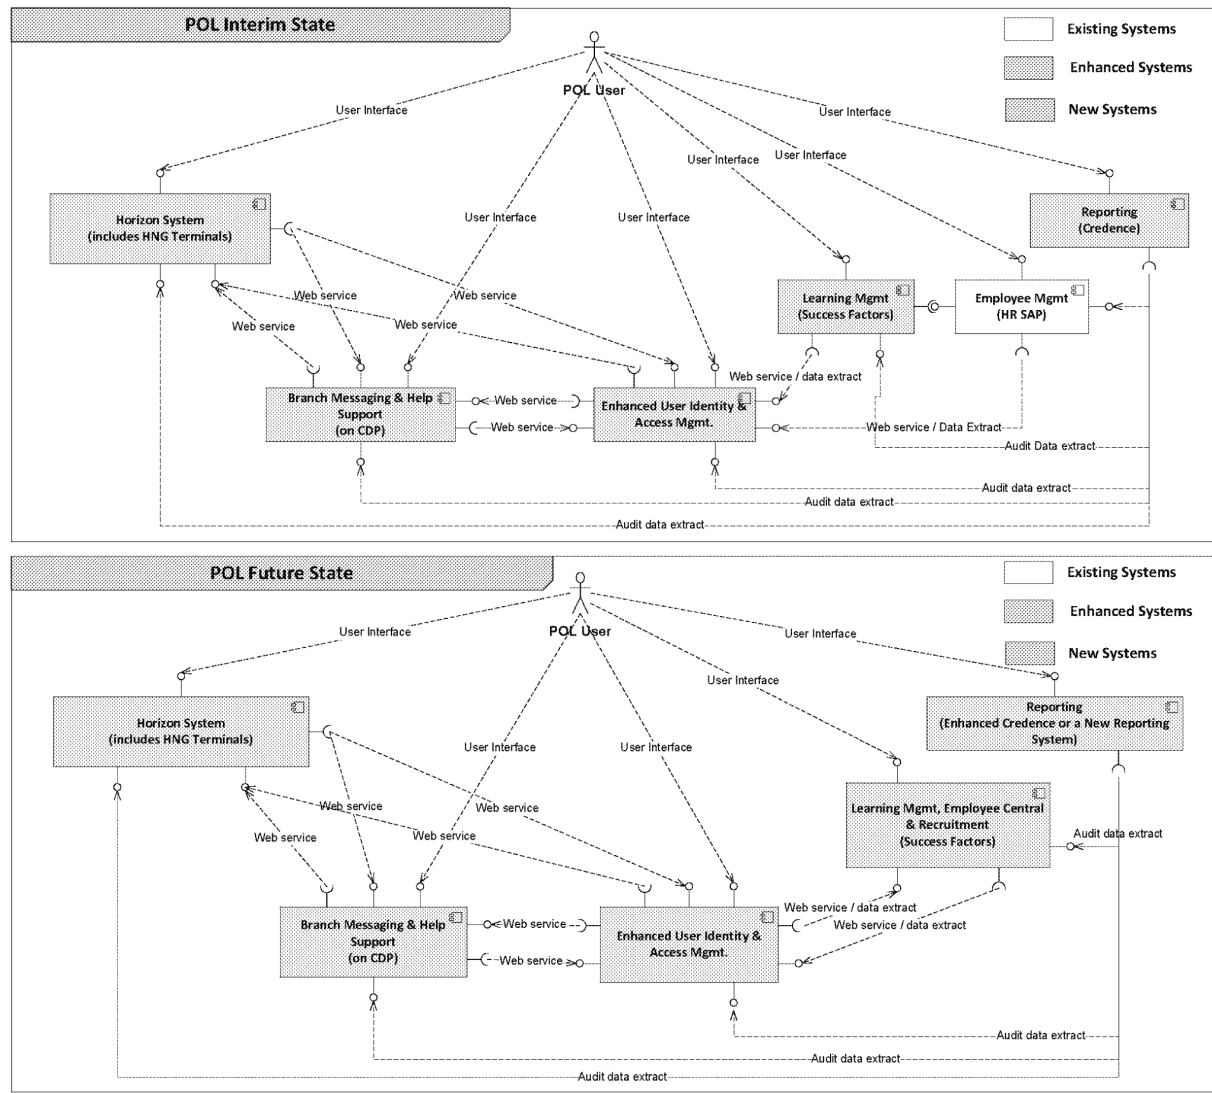 POL Interim State
Existing Systems
Enhanced Systems
New Systems
POL User
User Interface
User Interface
User Interface
User Interface
User Interface
User Interface
Horizon System
(includes HNG Terminals)
Reporting
(Credence)
Learning Mgmt
(Success Factors)
Employee Mgmt
(HR SAP)
Web service
Web service
Web service
Web service
Web service / data extract
Branch Messaging & Help
Support
(on CDP)
Web service
Web service
Enhanced User Identity &
Access Mgmt.
Web service / Data Extract
Audit Data extract
Audit data extract
Audit data extract
Audit data extract
POL Future State
Existing Systems
Enhanced Systems
New Systems
POL User
User Interface
User Interface
User Interface
User Interface
User Interface
Horizon System
(includes HNG Terminals)
Reporting
(Enhanced Credence or a New Reporting
System)
Web service
Web service
Web service
Web service
Learning Mgmt, Employee Central
& Recruitment
(Success Factors)
Audit data extract
Branch Messaging & Help
Support
(on CDP)
Web service
Web service
Enhanced User Identity &
Access Mgmt.
Web service / data extract
Web service / data extract
Audit data extract
Audit data extract
Audit data extract